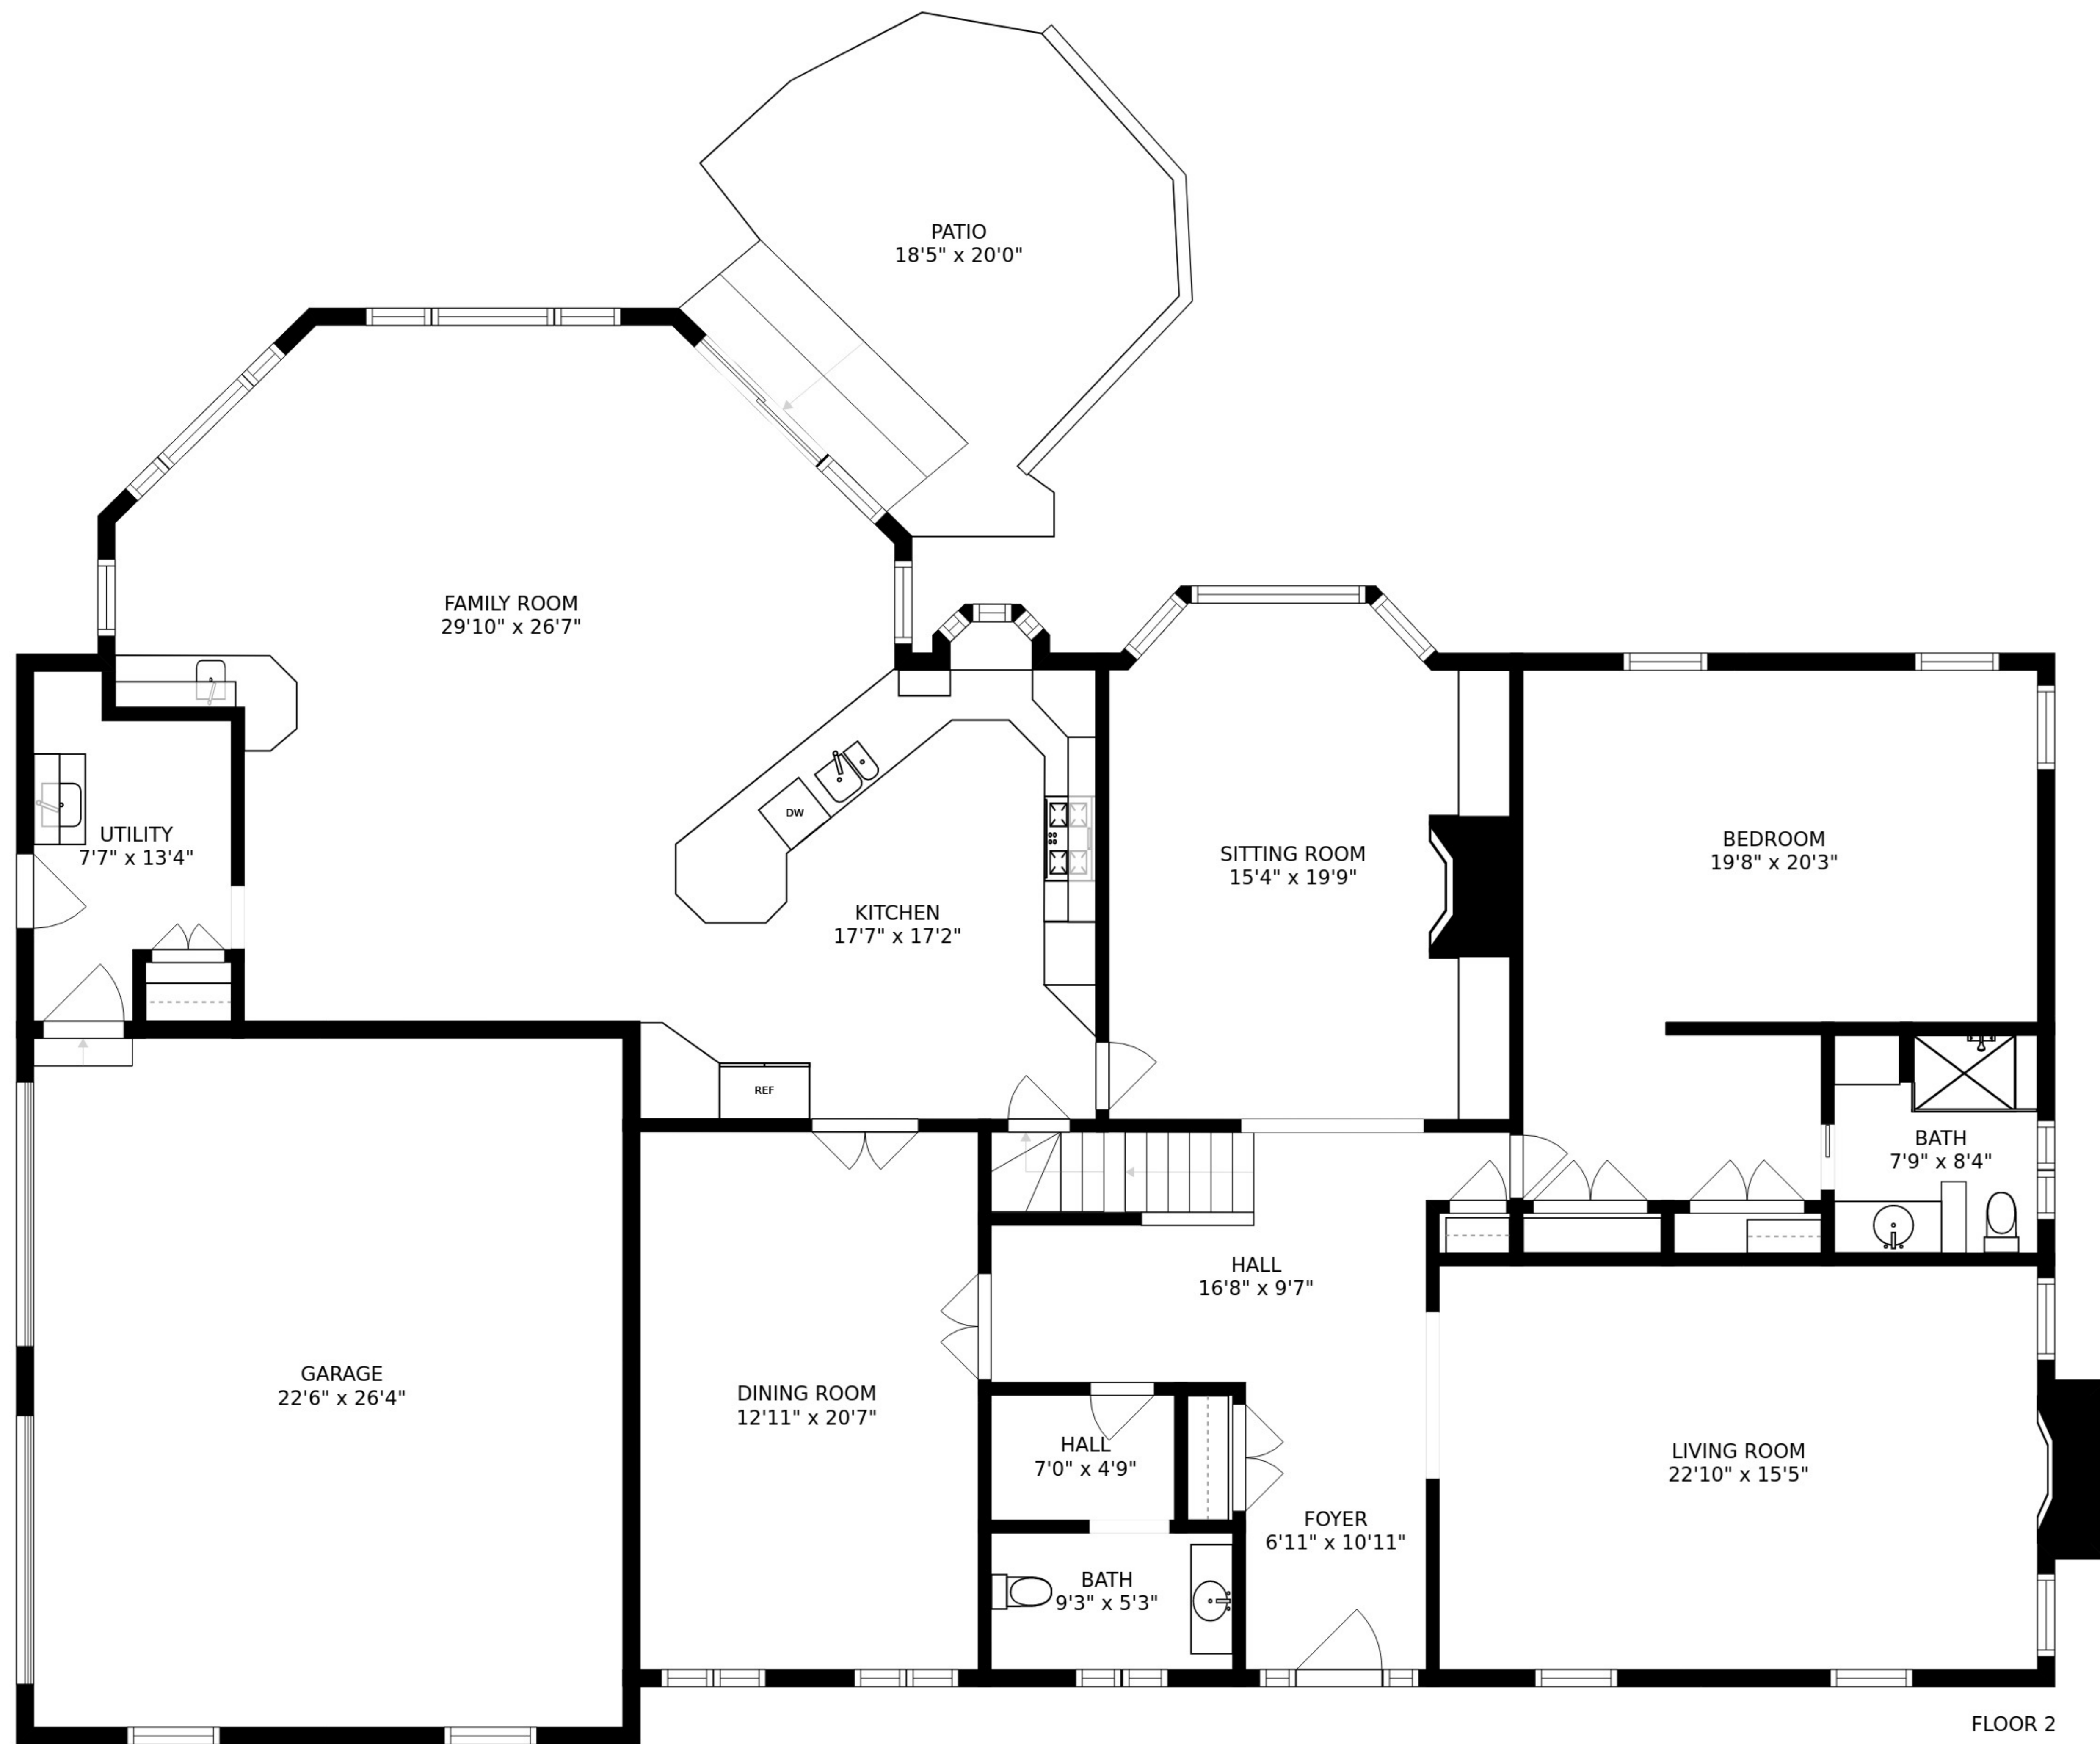 PATIO
18'5" x 20'0"
FAMILY ROOM
29'10" x 26'7"
UTILITY
7'7" x 13'4"
DW
KITCHEN
17'7" x 17'2"
SITTING ROOM
15'4" x 19'9"
BEDROOM
19'8" x 20'3"
REF
BATH
7'9" x 8'4"
HALL
16'8" x 9'7"
GARAGE
22'6" x 26'4"
DINING ROOM
12'11" x 20'7"
HALL
7'0" x 4'9"
LIVING ROOM
22'10" x 15'5"
FOYER
6'11" x 10'11"
BATH
9'3" x 5'3"
FLOOR 2